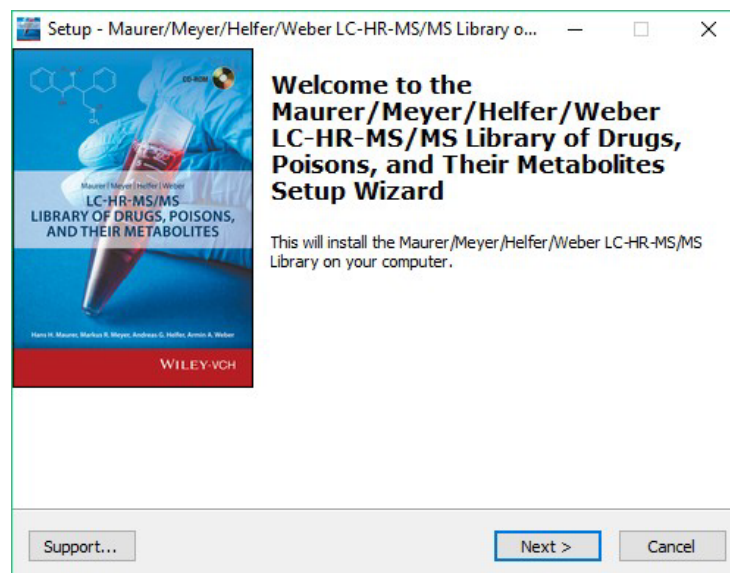 Setup - Maurer/Meyer/Helfer/Weber LC-HR-MS/MS Library o...
CD-ROM
Maurer | Meyer | Helfer | Weber
LC-HR-MS/MS
LIBRARY OF DRUGS, POISONS,
AND THEIR METABOLITES
Hans H. Maurer, Markus R. Meyer, Andreas G. Helfer, Armin A. Weber
WILEY-VCH
Welcome to the
Maurer/Meyer/Helfer/Weber
LC-HR-MS/MS Library of Drugs,
Poisons, and Their Metabolites
Setup Wizard
This will install the Maurer/Meyer/Helfer/Weber LC-HR-MS/MS
Library on your computer.
Support...
Next >
Cancel